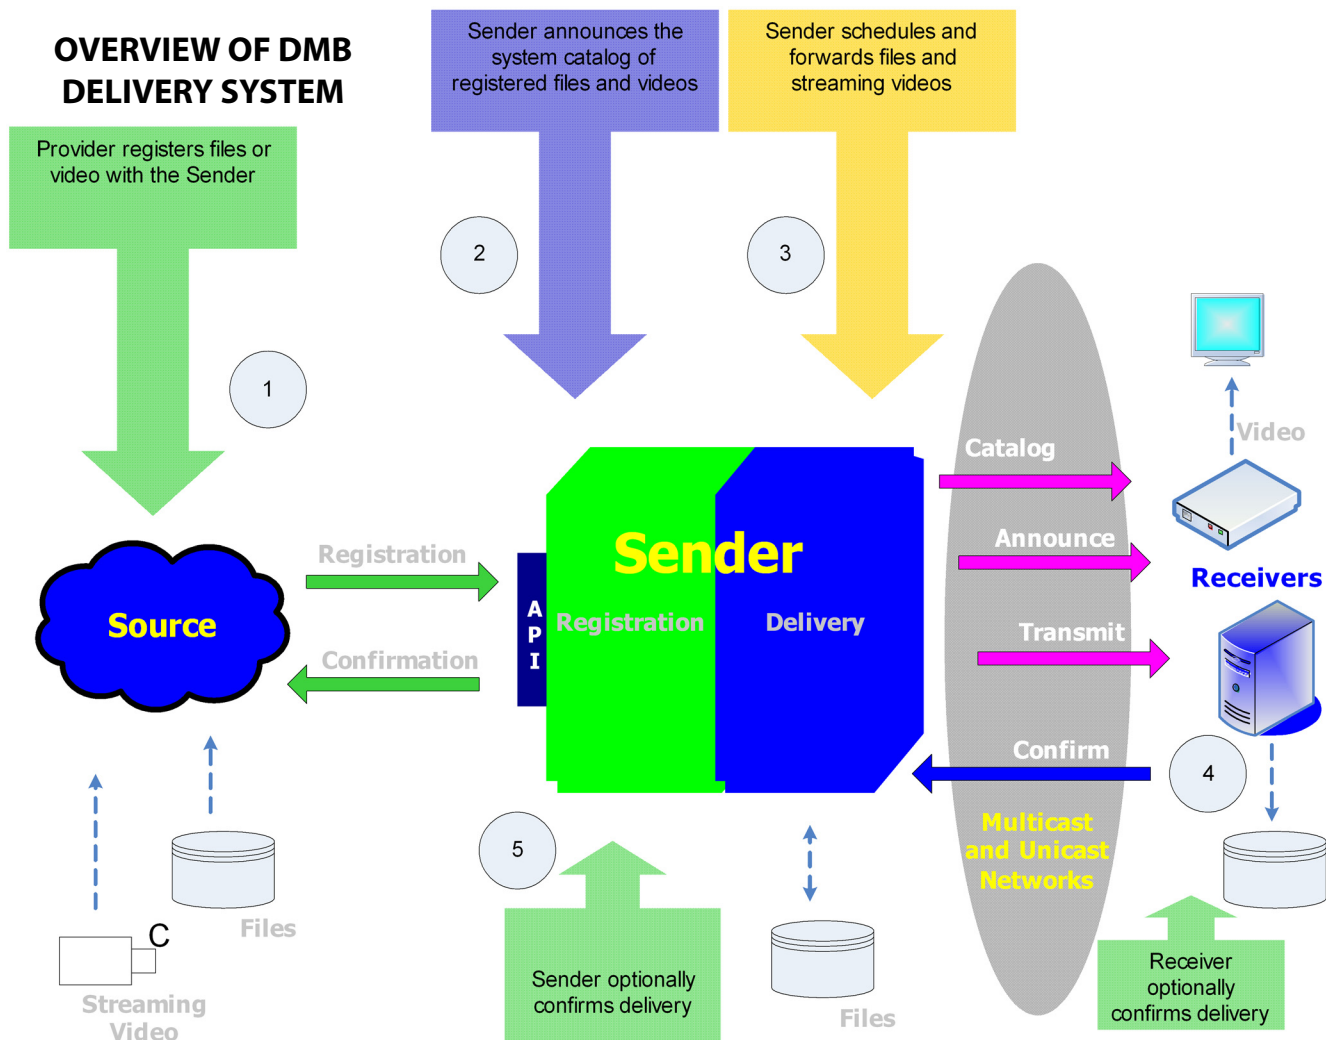 OVERVIEW OF DMB
DELIVERY SYSTEM
Provider registers files or
video with the Sender
Sender announces the
system catalog of
registered files and videos
Sender schedules and
forwards files and
streaming videos
1
2
3
Catalog
Video
Registration
Sender
Announce
Receivers
Source
API
Registration
Delivery
Transmit
Confirmation
Confirm
4
5
Multicast
and Unicast
Networks
Files
C
Streaming
Video
Sender optionally
confirms delivery
Files
Receiver
optionally
confirms delivery